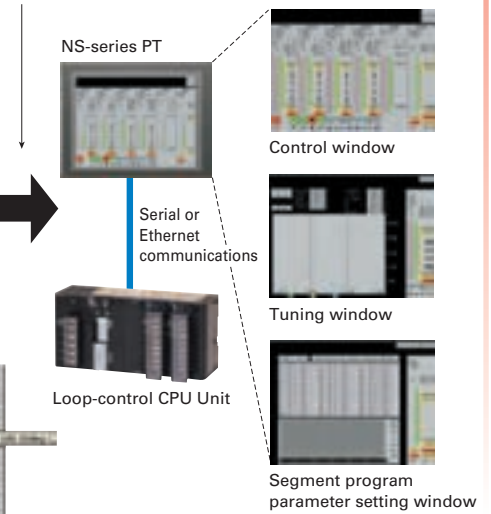 NS-series PT
Control window
Serial or
Ethernet
communications
Tuning window
Loop-control CPU Unit
Segment program
parameter setting window